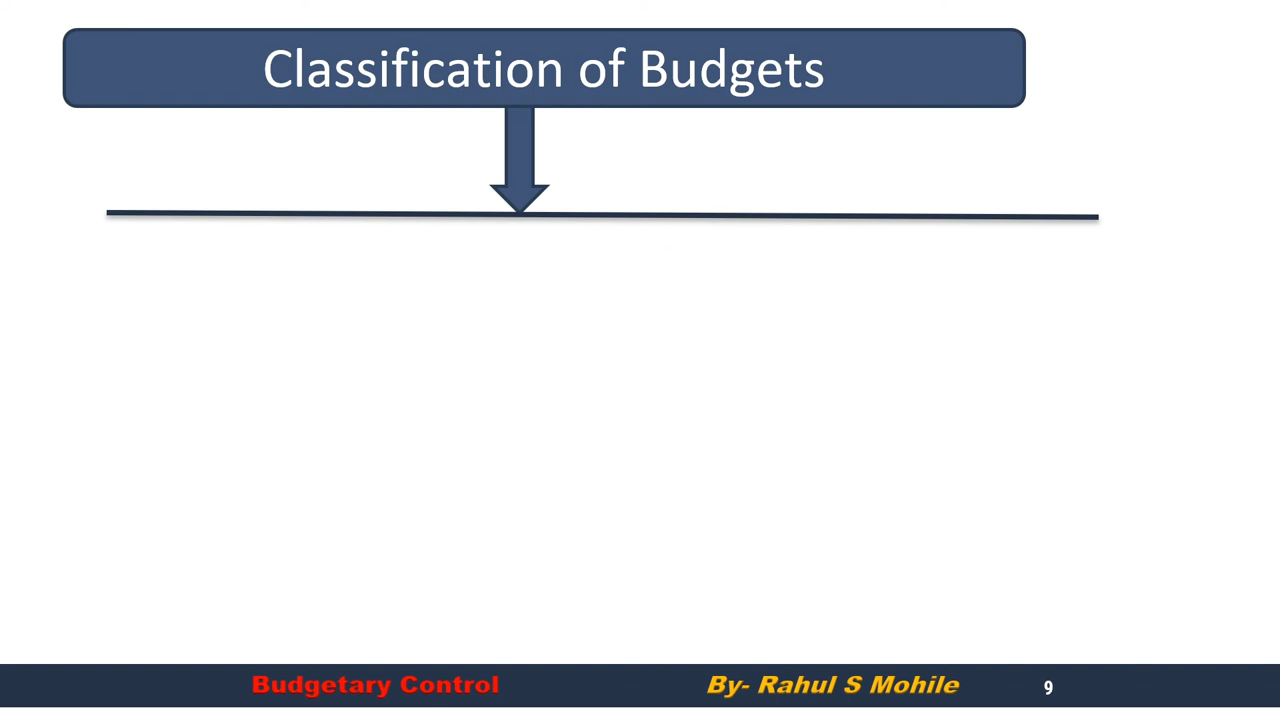 Classification of Budgets
Budgetary Control
By- Rahul S Mohile
9